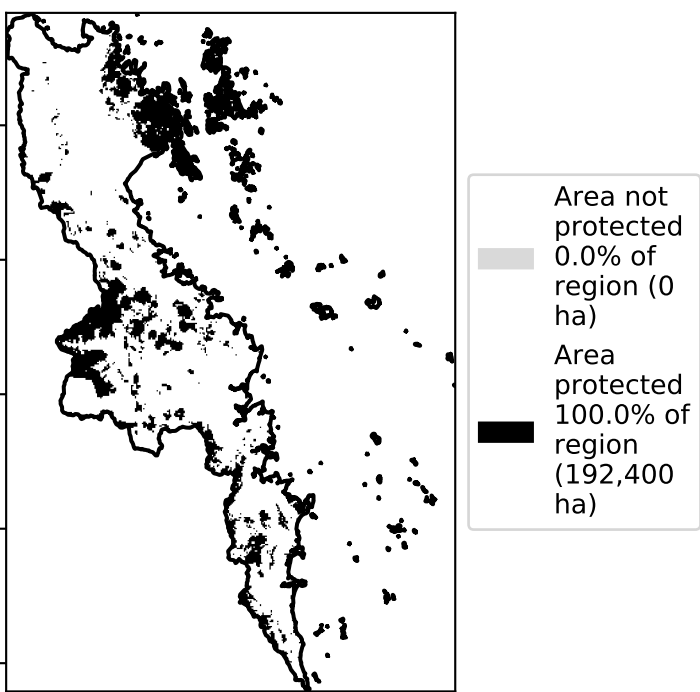 Area not
protected
0.0% of
region (0
ha)
Area
protected
100.0% of
region
(192,400
ha)